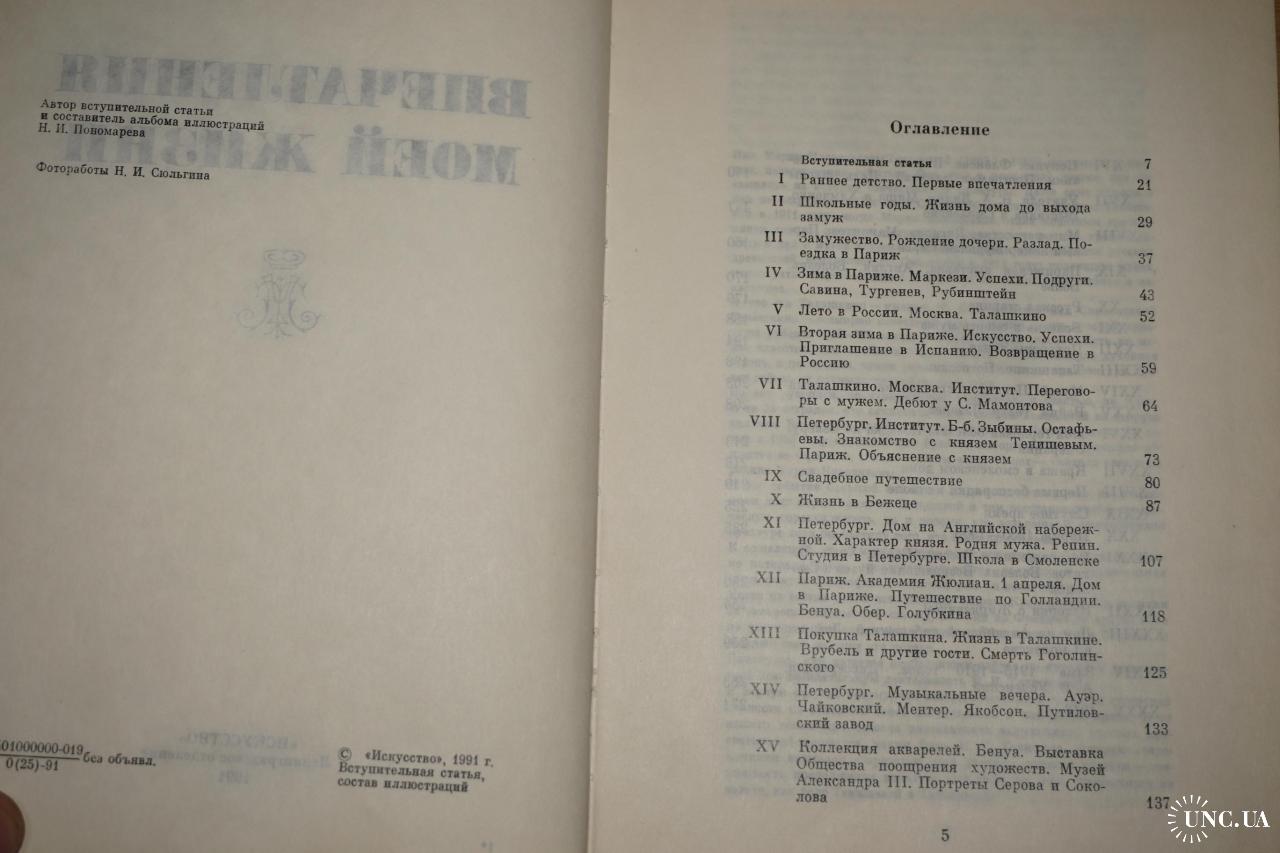 ВПЕЧАТЛЕНИЯ
МОЕЙ ЖИЗНИ
Автор вступительной статьи
и составитель альбома иллюстраций
Н. И. Пономарева
Фотоработы Н. И. Сюльгина
«ИСКУССТВО»
1991
01000000-019
0(25)-91
без объявл.
© «Искусство», 1991 г.
Вступительная статья,
состав иллюстраций
Оглавление
Вступительная статья 7
I Раннее детство. Первые впечатления 21
II Школьные годы. Жизнь дома до выхода
замуж 29
III Замужество. Рождение дочери. Разлад. По-
ездка в Париж 37
IV Зима в Париже. Маркези. Успехи. Подруги.
Савина, Тургенев, Рубинштейн 43
V Лето в России. Москва. Талашкино 52
VI Вторая зима в Париже. Искусство. Успехи.
Приглашение в Испанию. Возвращение в
Россию 59
VII Талашкино. Москва. Институт. Перегово-
ры с мужем. Дебют у С. Мамонтова 64
VIII Петербург. Институт. Б-б. Зыбины. Остафь-
евы. Знакомство с князем Тенишевым.
Париж. Объяснение с князем 73
IX Свадебное путешествие 80
X Жизнь в Бежеце 87
XI Петербург. Дом на Английской набереж-
ной. Характер князя. Родня мужа. Репин.
Студия в Петербурге. Школа в Смоленске 107
XII Париж. Академия Жюлиан. 1 апреля. Дом
в Париже. Путешествие по Голландии.
Бенуа. Обер. Голубкина 118
XIII Покупка Талашкина. Жизнь в Талашкине.
Врубель и другие гости. Смерть Гоголин-
ского 125
XIV Петербург. Музыкальные вечера. Ауэр.
Чайковский. Ментер. Якобсон. Путилов-
ский завод 133
XV Коллекция акварелей. Бенуа. Выставка
Общества поощрения художеств. Музей
Александра III. Портреты Серова и Соко-
лова 137
5
UNC.UA